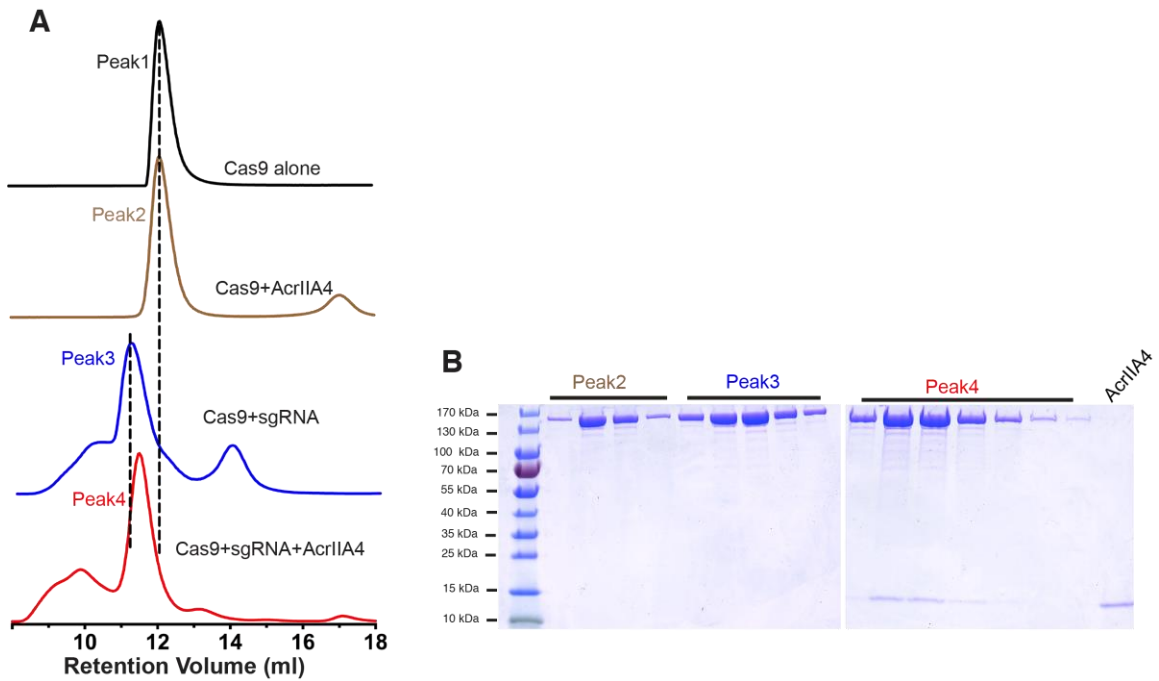 A
Peak1
Cas9 alone
Peak2
Cas9+AcrIIA4
Peak3
Cas9+sgRNA
Peak4
Cas9+sgRNA+AcrIIA4
10 12 14 16 18
Retention Volume (ml)
B
Peak2 Peak3 Peak4 AcrIIA4
170 kDa
130 kDa
100 kDa
70 kDa
55 kDa
40 kDa
35 kDa
25 kDa
15 kDa
10 kDa